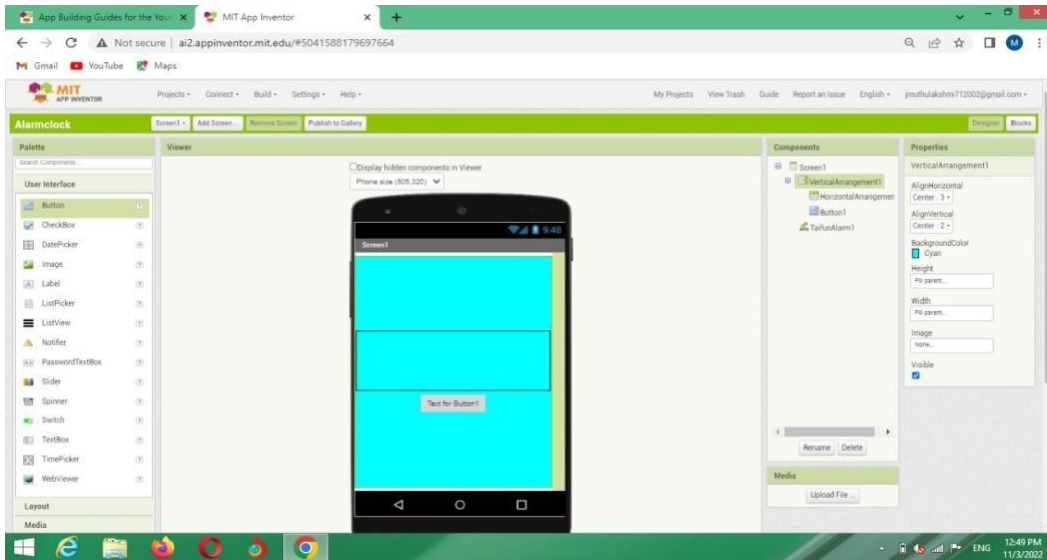 App Building Guides for the You
MIT App Inventor
Not secure
ai2.appinventor.mit.edu/#5041588179697664
M
Gmail
YouTube
Maps
MIT
APP INVENTOR
Projects
Connect
Build
Settings
Help
My Projects
View Trash
Guide
Report an Issue
English
jmuthulakshmi712002@gmail.com
Alarmclock
Screen1
Add Screen ...
Remove Screen
Publish to Gallery
Designer
Blocks
Palette
Viewer
Components
Properties
Search Components...
User Interface
Button
CheckBox
DatePicker
Image
Label
ListPicker
ListView
Notifier
PasswordTextBox
Slider
Spinner
Switch
TextBox
TimePicker
WebViewer
Layout
Media
Display hidden components in Viewer
Phone size (505,320)
9:48
Screen1
Text for Button1
Screen1
VerticalArrangement1
HorizontalArrangemen
Button1
TaifunAlarm1
Rename
Delete
Media
Upload File ...
VerticalArrangement1
AlignHorizontal
Center : 3
AlignVertical
Center : 2
BackgroundColor
Cyan
Height
Fill parent...
Width
Fill parent...
Image
None...
Visible
ENG
12:49 PM
11/3/2022